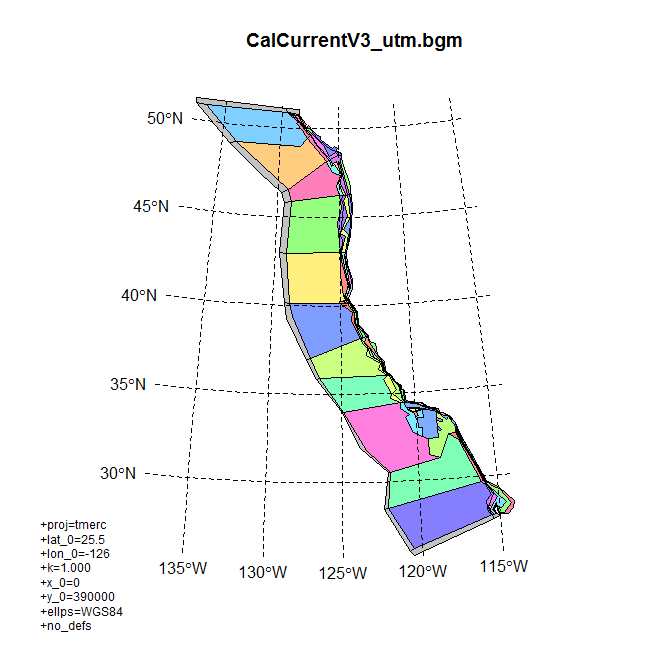 CalCurrentV3_utm.bgm
50°N
45°N
40°N
35°N
30°N
135°W
130°W
125°W
120°W
115°W
+proj=tmerc
+lat_0=25.5
+lon_0=-126
+k=1.000
+x_0=0
+y_0=390000
+ellps=WGS84
+no_defs